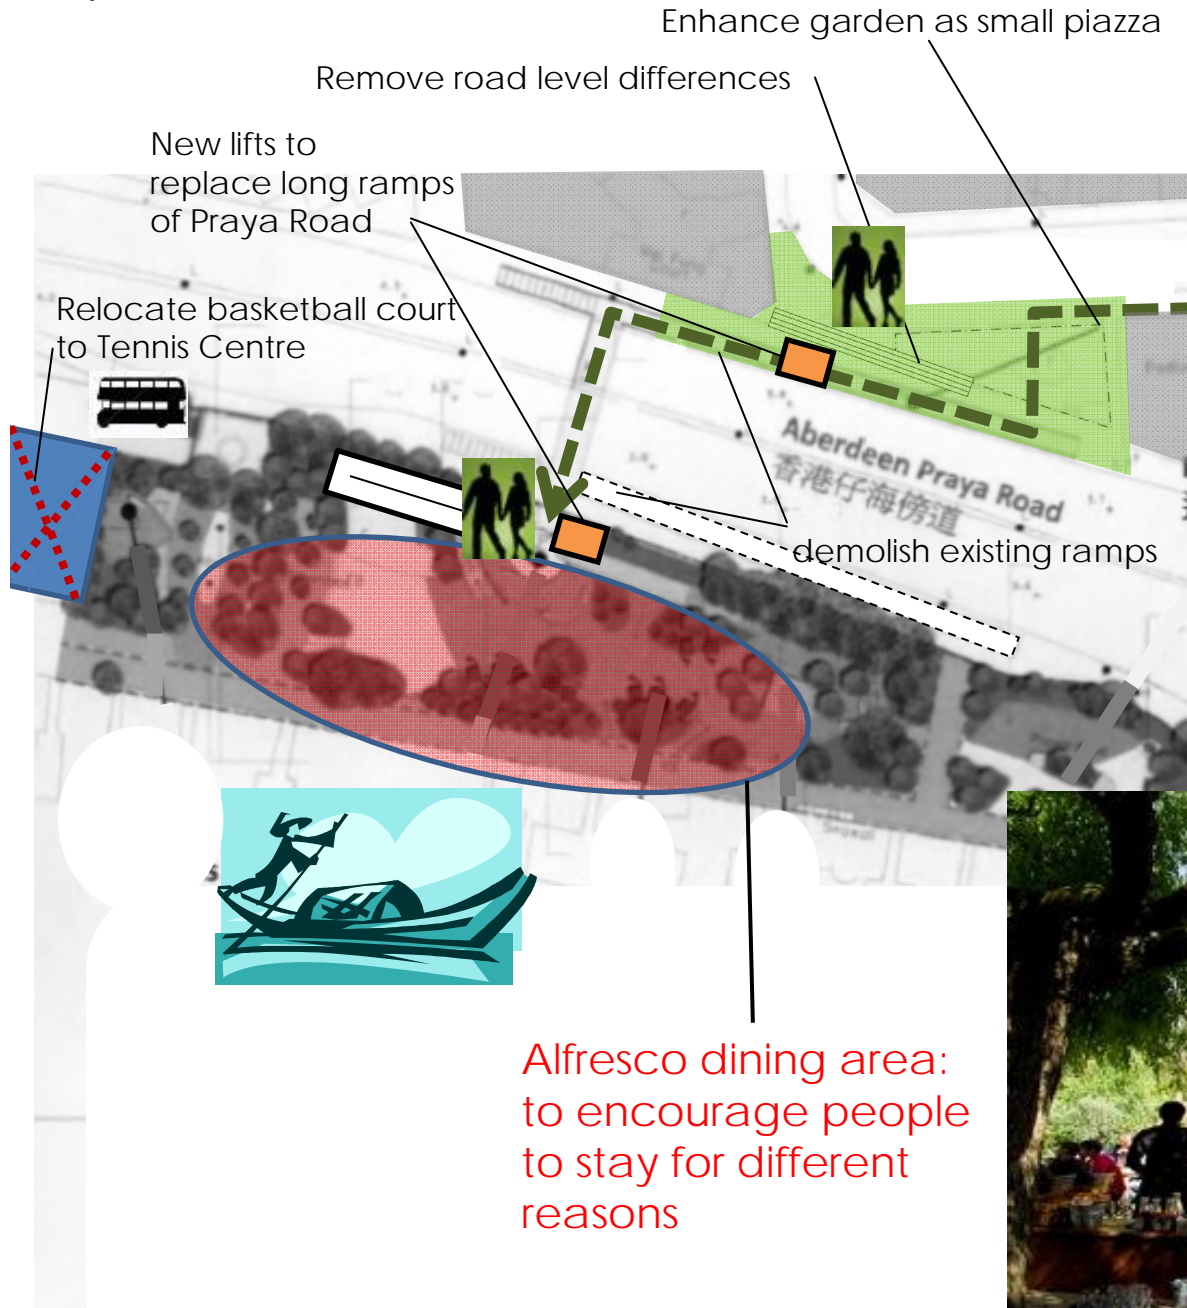 Enhance garden as small piazza
Remove road level differences
New lifts to
replace long ramps
of Praya Road
Relocate basketball court
to Tennis Centre
Aberdeen Praya Road
香港仔海傍道
demolish existing ramps
Alfresco dining area:
to encourage people
to stay for different
reasons